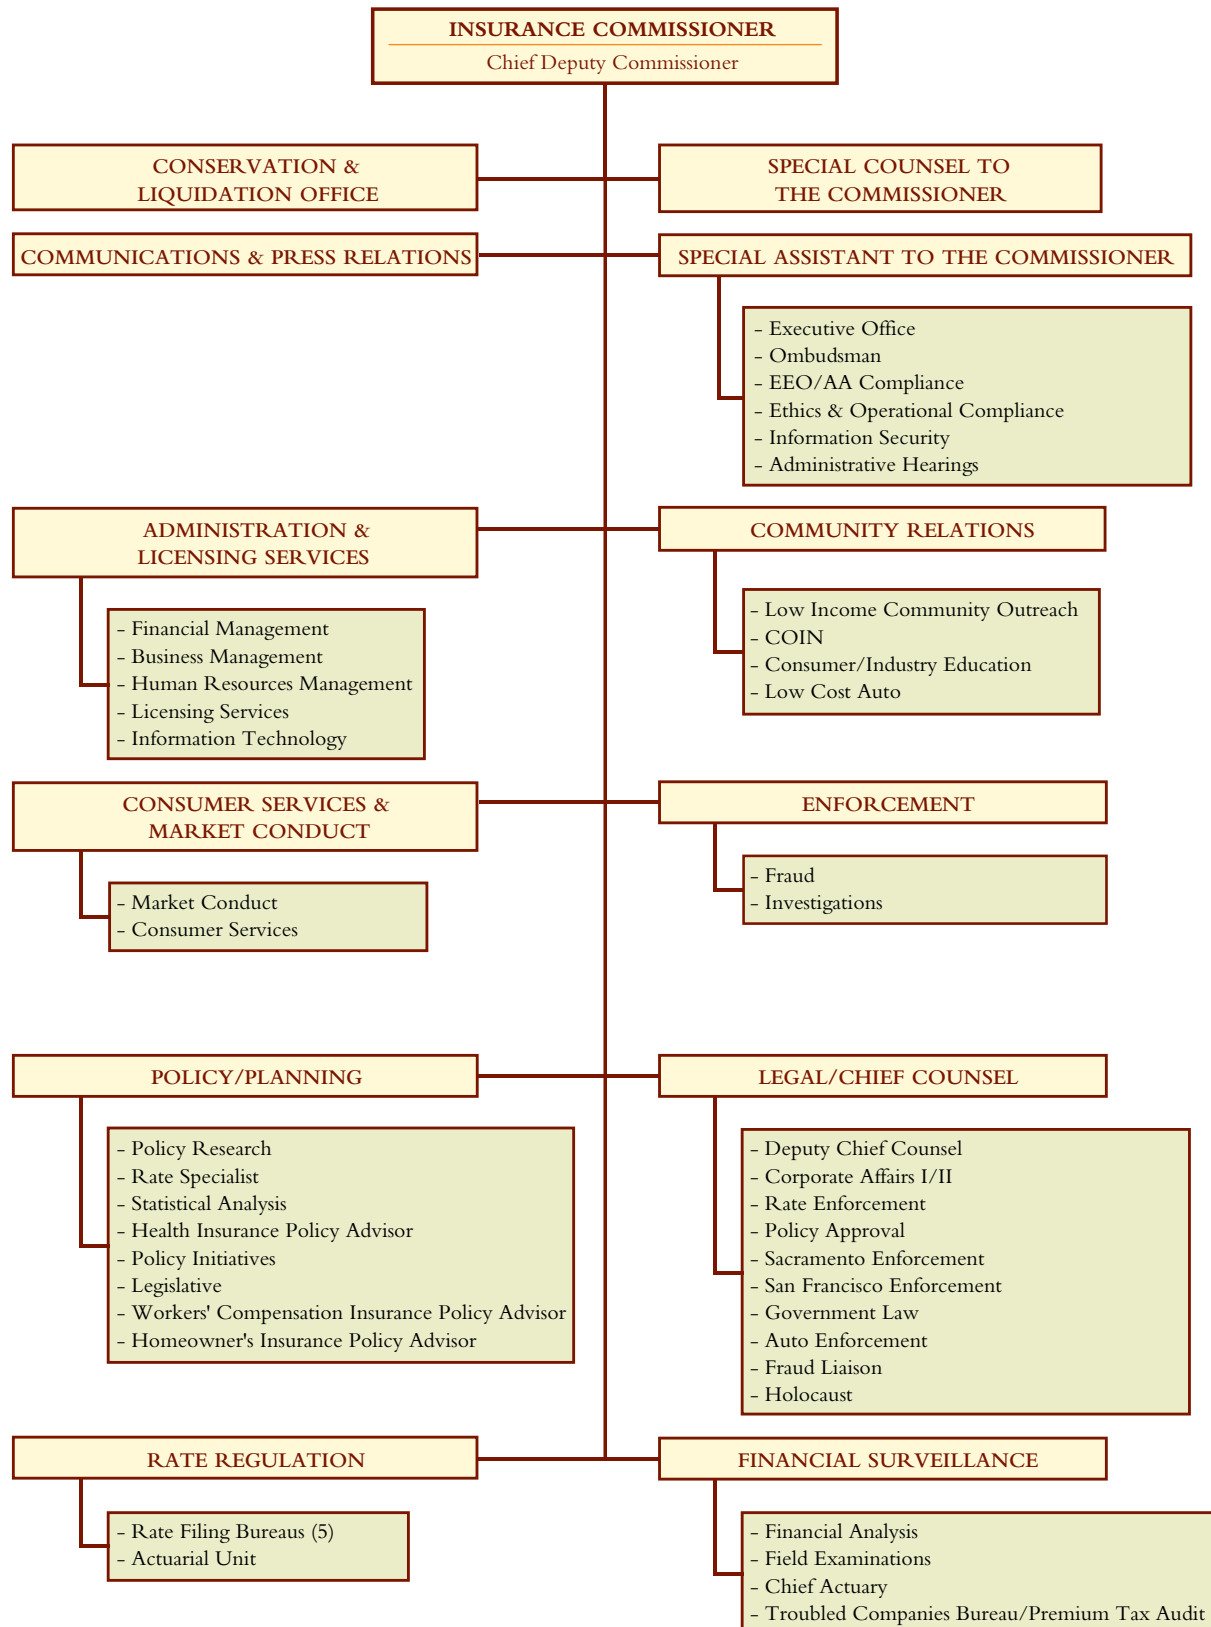 INSURANCE COMMISSIONER
Chief Deputy Commissioner
CONSERVATION &
LIQUIDATION OFFICE
SPECIAL COUNSEL TO
THE COMMISSIONER
COMMUNICATIONS & PRESS RELATIONS
SPECIAL ASSISTANT TO THE COMMISSIONER
- Executive Office
- Ombudsman
- EEO/AA Compliance
- Ethics & Operational Compliance
- Information Security
- Administrative Hearings
ADMINISTRATION &
LICENSING SERVICES
- Financial Management
- Business Management
- Human Resources Management
- Licensing Services
- Information Technology
COMMUNITY RELATIONS
- Low Income Community Outreach
- COIN
- Consumer/Industry Education
- Low Cost Auto
CONSUMER SERVICES &
MARKET CONDUCT
- Market Conduct
- Consumer Services
ENFORCEMENT
- Fraud
- Investigations
POLICY/PLANNING
- Policy Research
- Rate Specialist
- Statistical Analysis
- Health Insurance Policy Advisor
- Policy Initiatives
- Legislative
- Workers' Compensation Insurance Policy Advisor
- Homeowner's Insurance Policy Advisor
LEGAL/CHIEF COUNSEL
- Deputy Chief Counsel
- Corporate Affairs I/II
- Rate Enforcement
- Policy Approval
- Sacramento Enforcement
- San Francisco Enforcement
- Government Law
- Auto Enforcement
- Fraud Liaison
- Holocaust
RATE REGULATION
- Rate Filing Bureaus (5)
- Actuarial Unit
FINANCIAL SURVEILLANCE
- Financial Analysis
- Field Examinations
- Chief Actuary
- Troubled Companies Bureau/Premium Tax Audit